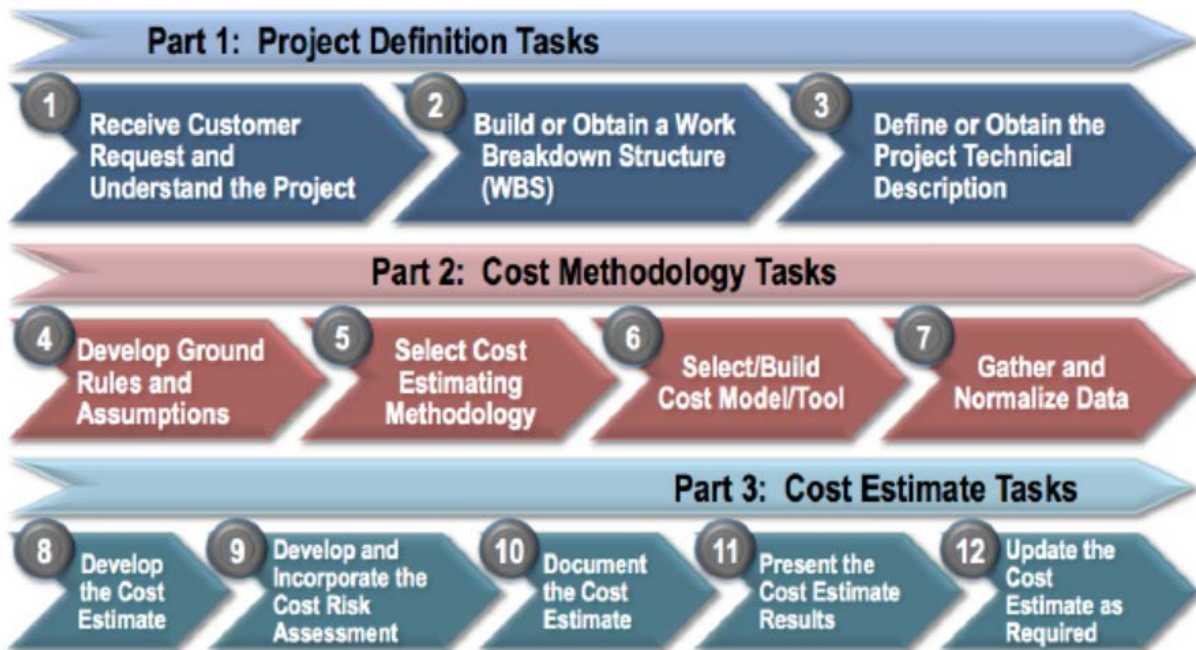 Part 1: Project Definition Tasks
1
Receive Customer
Request and
Understand the Project
2
Build or Obtain a Work
Breakdown Structure
(WBS)
3
Define or Obtain the
Project Technical
Description
Part 2: Cost Methodology Tasks
4
Develop Ground
Rules and
Assumptions
5
Select Cost
Estimating
Methodology
6
Select/Build
Cost Model/Tool
7
Gather and
Normalize Data
Part 3: Cost Estimate Tasks
8
Develop
the Cost
Estimate
9
Develop and
Incorporate the
Cost Risk
Assessment
10
Document
the Cost
Estimate
11
Present the
Cost Estimate
Results
12
Update the
Cost
Estimate as
Required